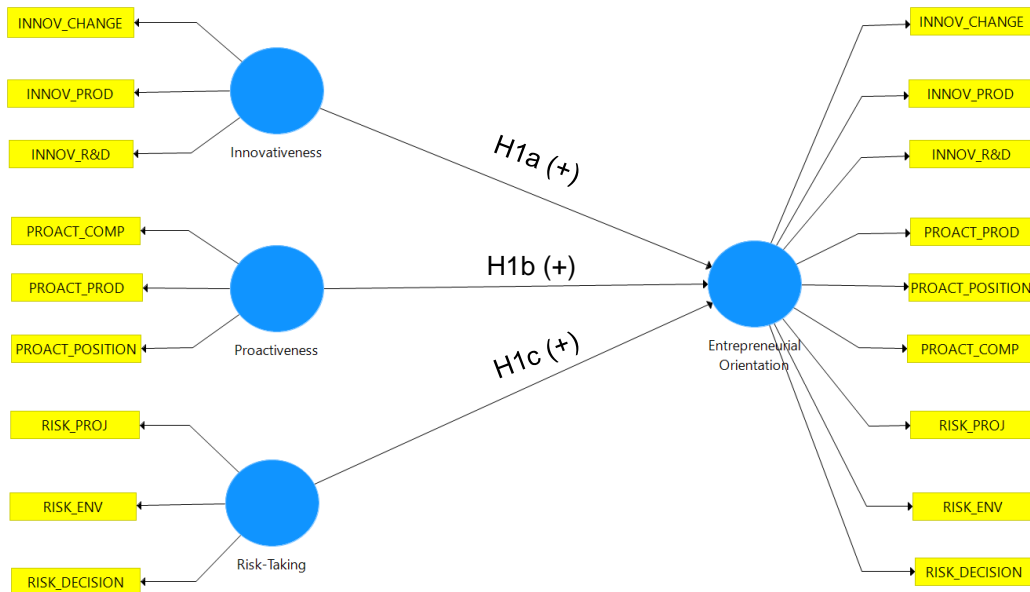 INNOV_CHANGE
INNOV_PROD
INNOV_R&D
Innovativeness
PROACT_COMP
PROACT_PROD
PROACT_POSITION
Proactiveness
RISK_PROJ
RISK_ENV
RISK_DECISION
Risk-Taking
H1a (+)
H1b (+)
H1c (+)
Entrepreneurial
Orientation
INNOV_CHANGE
INNOV_PROD
INNOV_R&D
PROACT_PROD
PROACT_POSITION
PROACT_COMP
RISK_PROJ
RISK_ENV
RISK_DECISION